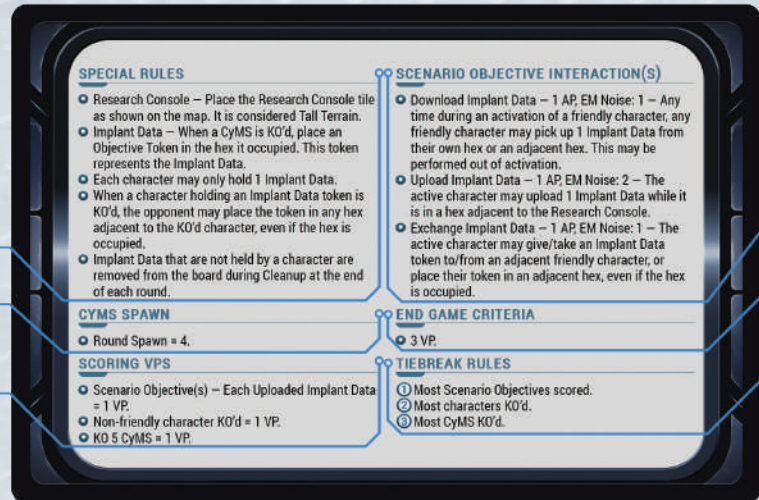 SPECIAL RULES
Research Console – Place the Research Console tile
as shown on the map. It is considered Tall Terrain.
Implant Data – When a CyMS is KO'd, place an
Objective Token in the hex it occupied. This token
represents the Implant Data.
Each character may only hold 1 Implant Data.
When a character holding an Implant Data token is
KO'd, the opponent may place the token in any hex
adjacent to the KO'd character, even if the hex is
occupied.
Implant Data that are not held by a character are
removed from the board during Cleanup at the end
of each round.
CYMS SPAWN
Round Spawn = 4.
SCORING VPS
Scenario Objective(s) – Each Uploaded Implant Data
= 1 VP.
Non-friendly character KO'd = 1 VP.
KO 5 CyMS = 1 VP.
SCENARIO OBJECTIVE INTERACTION(S)
Download Implant Data – 1 AP, EM Noise: 1 – Any
time during an activation of a friendly character, any
friendly character may pick up 1 Implant Data from
their own hex or an adjacent hex. This may be
performed out of activation.
Upload Implant Data – 1 AP, EM Noise: 2 – The
active character may upload 1 Implant Data while it
is in a hex adjacent to the Research Console.
Exchange Implant Data – 1 AP, EM Noise: 1 – The
active character may give/take an Implant Data
token to/from an adjacent friendly character, or
place their token in an adjacent hex, even if the hex
is occupied.
END GAME CRITERIA
3 VP.
TIEBREAK RULES
1 Most Scenario Objectives scored.
2 Most characters KO'd.
3 Most CyMS KO'd.